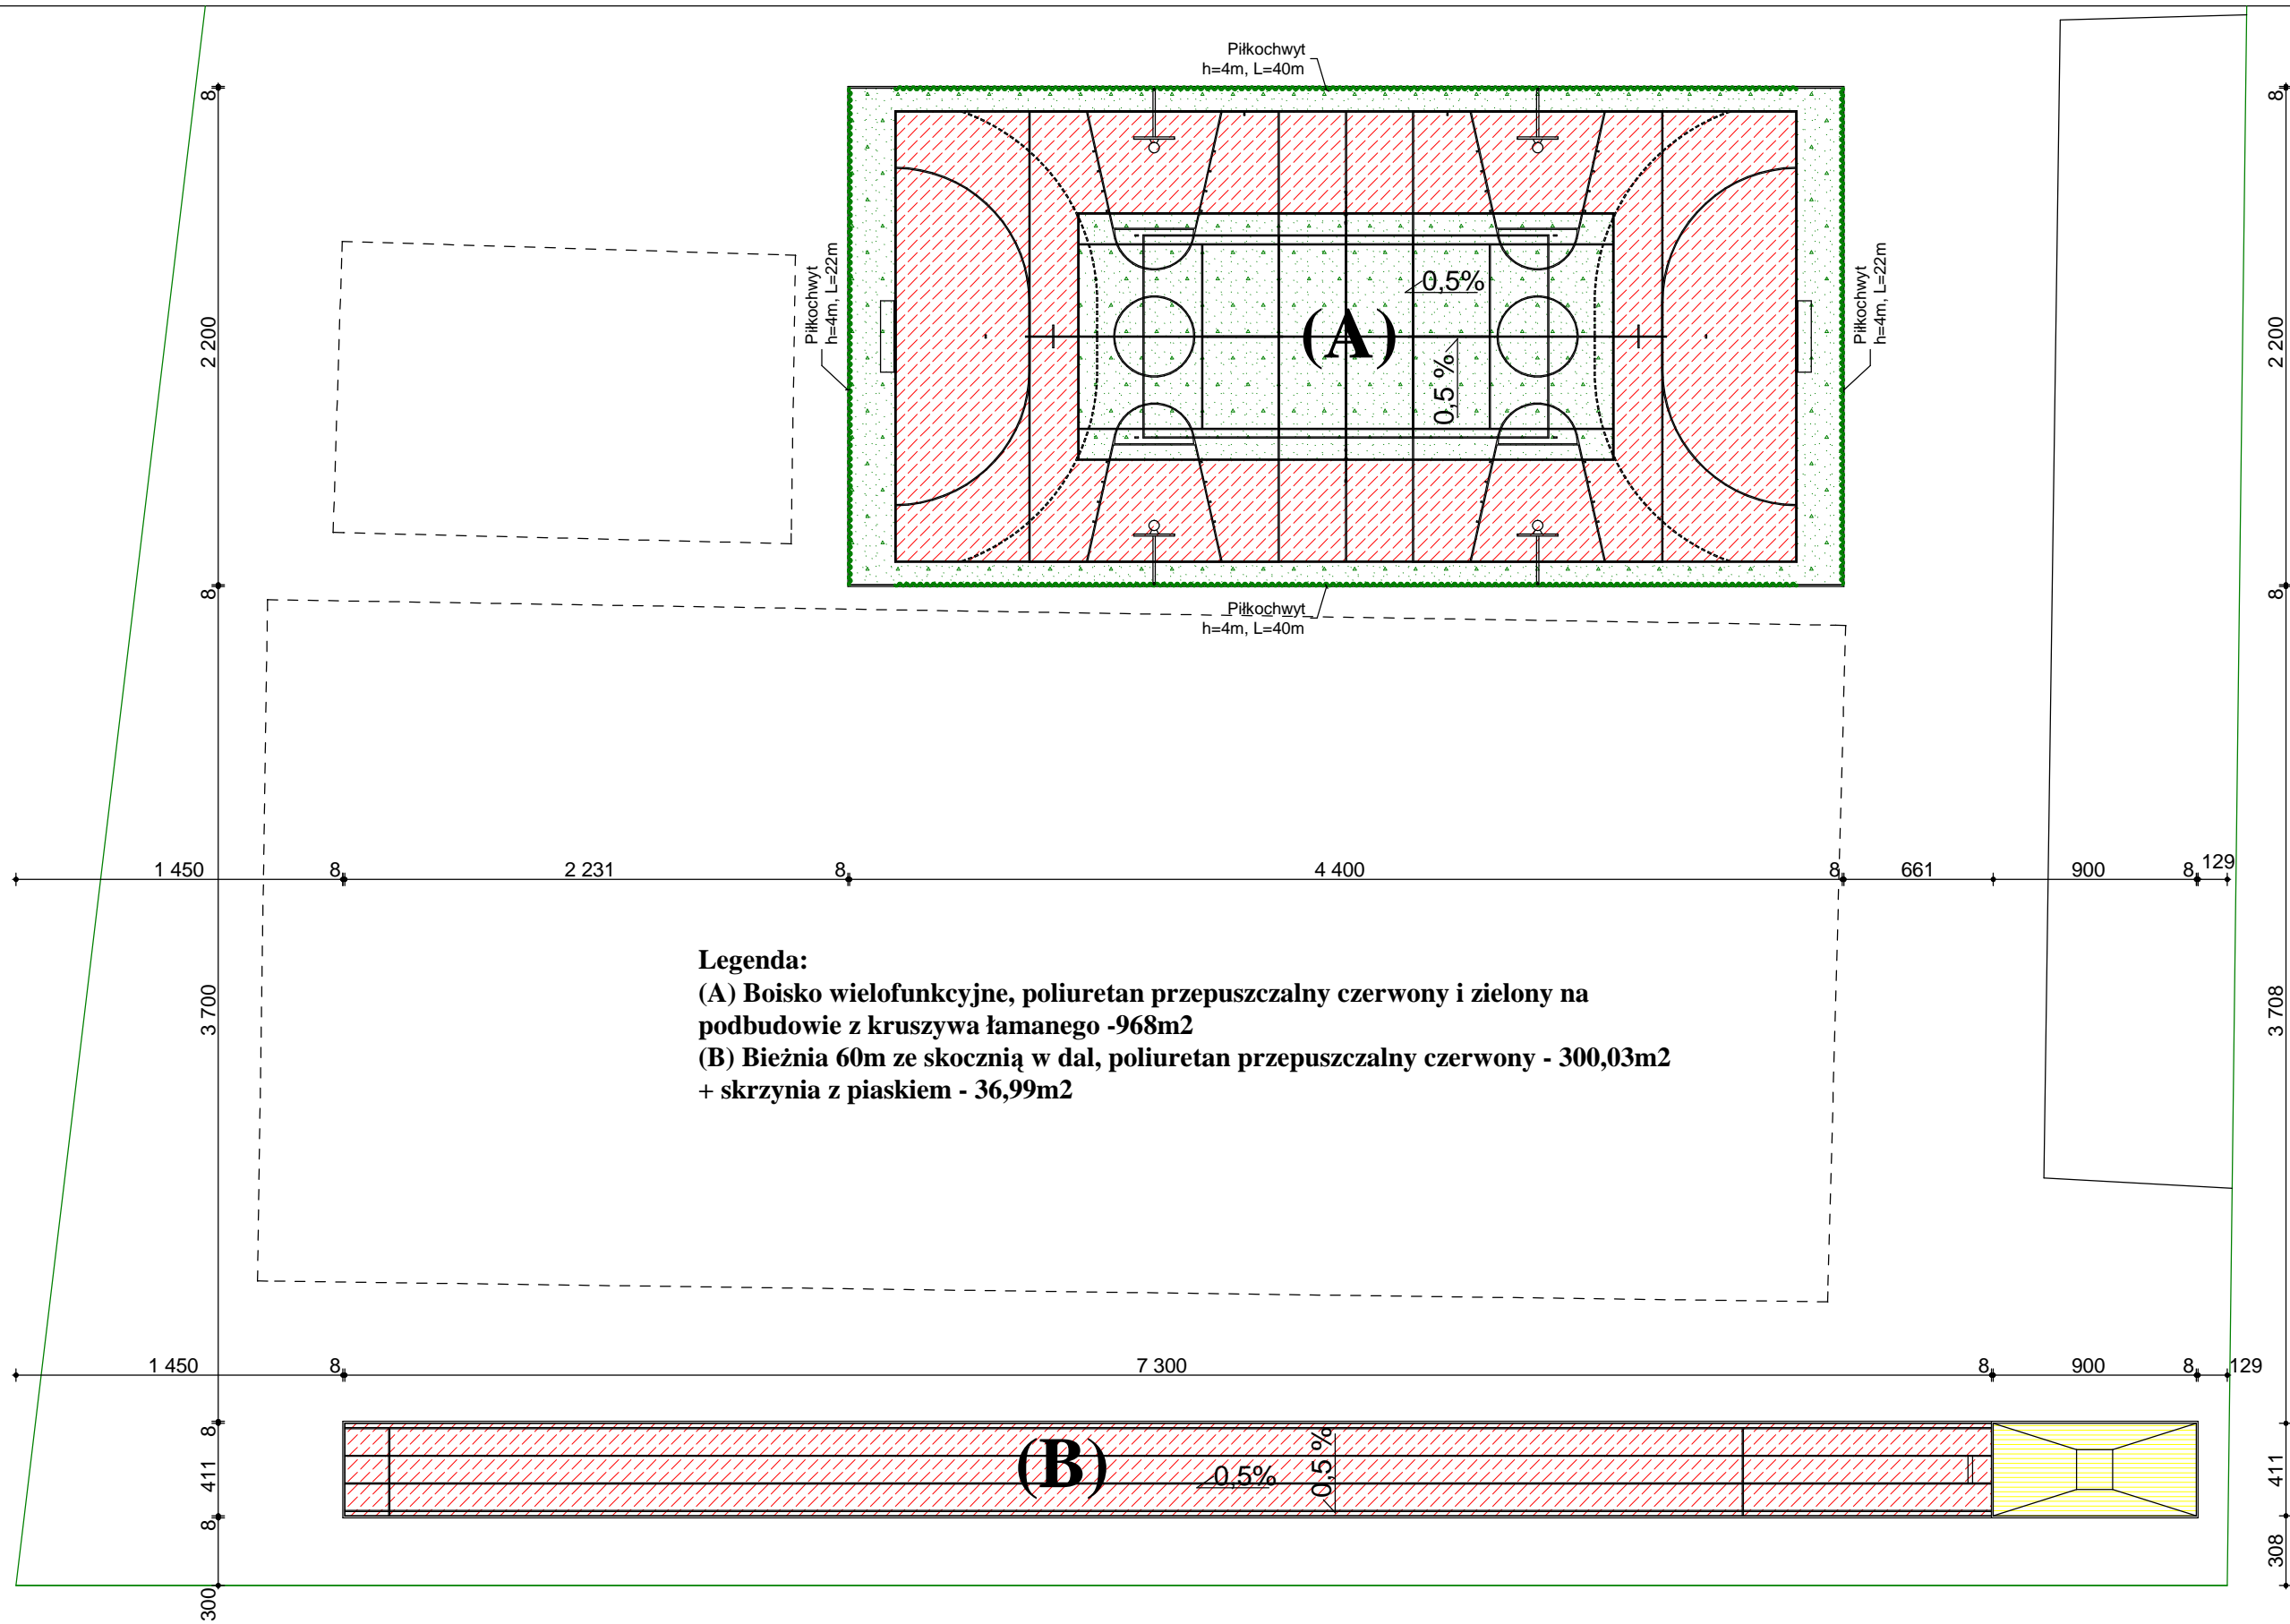 Piłkochwyt
h=4m, L=40m
8
8
Piłkochwyt
h=4m, L=22m
Piłkochwyt
h=4m, L=22m
0,5%
(A)
0,5 %
2 200
2 200
8
8
Piłkochwyt
h=4m, L=40m
1 450
8
2 231
8
4 400
8
661
900
8
129
3 700
3 708
Legenda:
(A) Boisko wielofunkcyjne, poliuretan przepuszczalny czerwony i zielony na
podbudowie z kruszywa łamanego -968m2
(B) Bieżnia 60m ze skocznią w dal, poliuretan przepuszczalny czerwony - 300,03m2
+ skrzynia z piaskiem - 36,99m2
1 450
8
7 300
8
900
8
129
8
411
8
300
(B)
0,5%
0,5 %
411
308